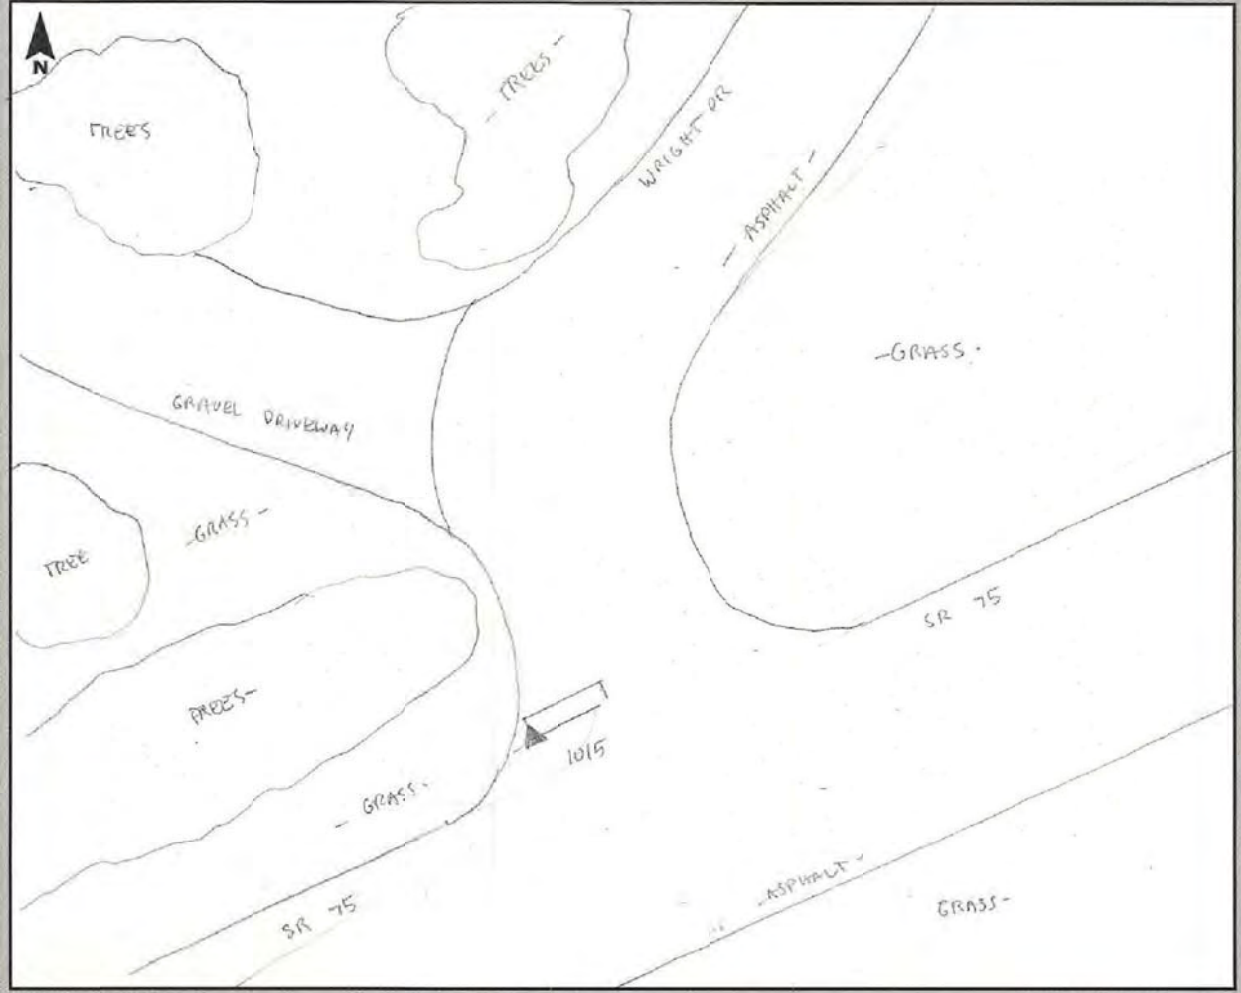 N
TREES
- TREES -
WRIGHT DR
- ASPHALT -
-GRASS-
GRAVEL DRIVEWAY
-GRASS-
TREE
SR 75
TREES-
1015
- GRASS-
-ASPHALT-
SR 75
GRASS-